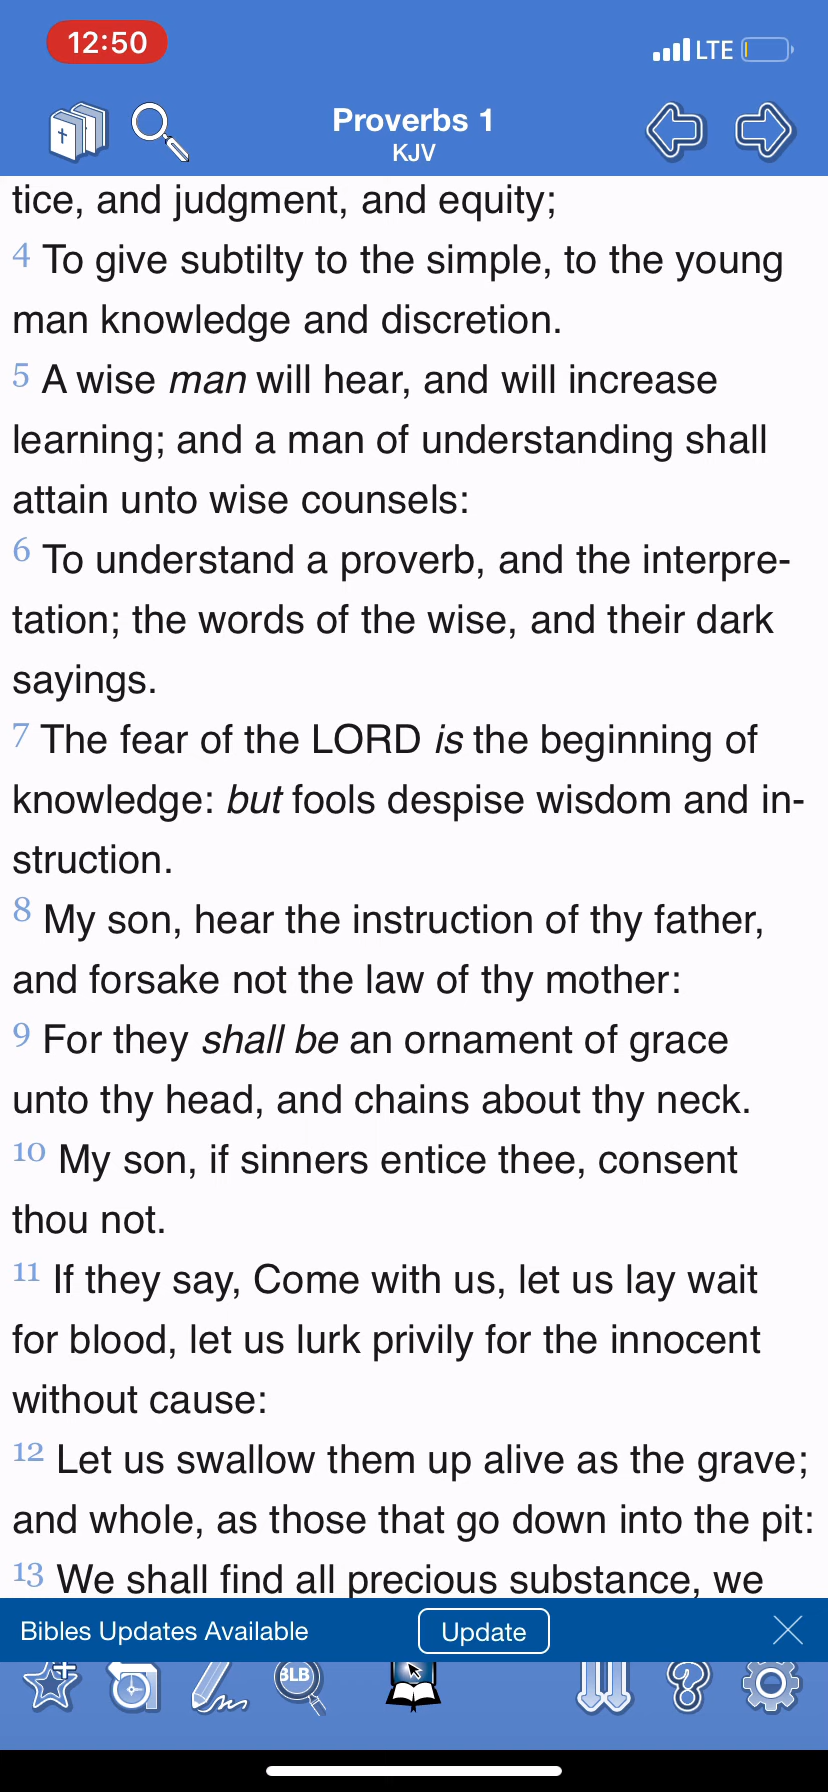 12:50
LTE
Proverbs 1
KJV
tice, and judgment, and equity;
4 To give subtilty to the simple, to the young
man knowledge and discretion.
5 A wise man will hear, and will increase
learning; and a man of understanding shall
attain unto wise counsels:
6 To understand a proverb, and the interpre-
tation; the words of the wise, and their dark
sayings.
7 The fear of the LORD is the beginning of
knowledge: but fools despise wisdom and in-
struction.
8 My son, hear the instruction of thy father,
and forsake not the law of thy mother:
9 For they shall be an ornament of grace
unto thy head, and chains about thy neck.
10 My son, if sinners entice thee, consent
thou not.
11 If they say, Come with us, let us lay wait
for blood, let us lurk privily for the innocent
without cause:
12 Let us swallow them up alive as the grave;
and whole, as those that go down into the pit:
13 We shall find all precious substance, we
Bibles Updates Available
Update
BLB